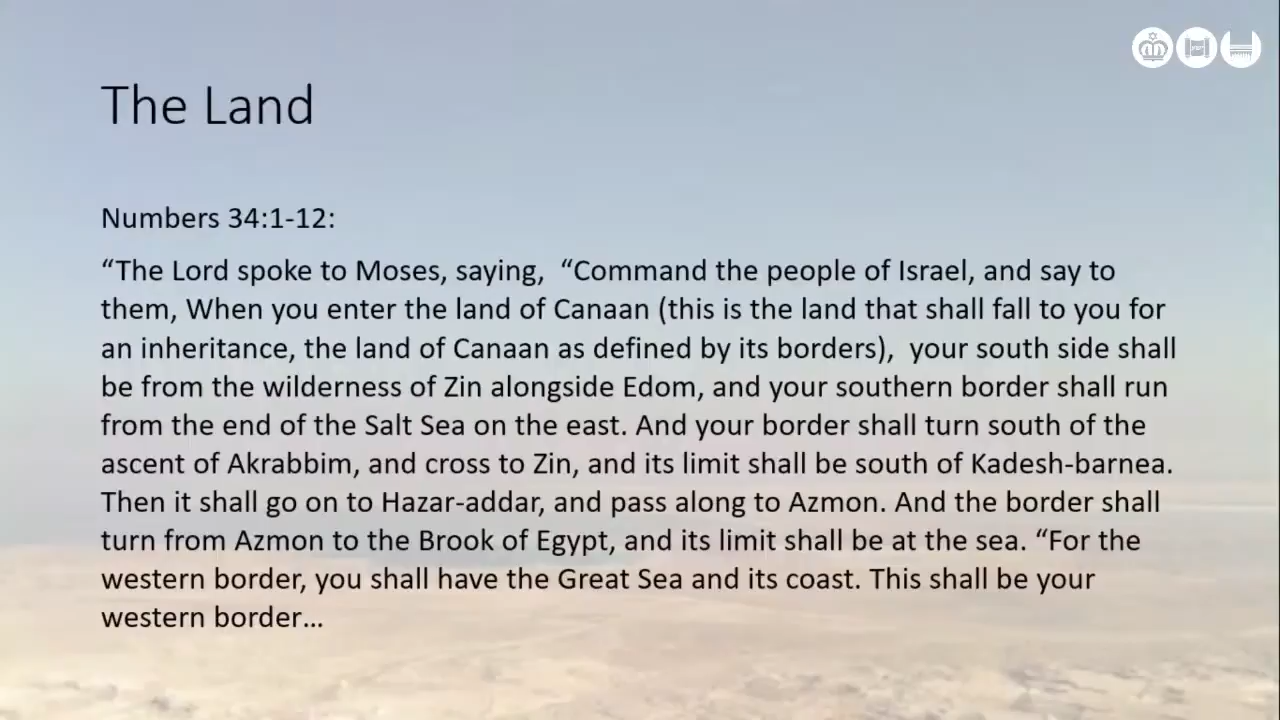 The Land
Numbers 34:1-12:
“The Lord spoke to Moses, saying,  “Command the people of Israel, and say to
them, When you enter the land of Canaan (this is the land that shall fall to you for
an inheritance, the land of Canaan as defined by its borders),  your south side shall
be from the wilderness of Zin alongside Edom, and your southern border shall run
from the end of the Salt Sea on the east. And your border shall turn south of the
ascent of Akrabbim, and cross to Zin, and its limit shall be south of Kadesh-barnea.
Then it shall go on to Hazar-addar, and pass along to Azmon. And the border shall
turn from Azmon to the Brook of Egypt, and its limit shall be at the sea. “For the
western border, you shall have the Great Sea and its coast. This shall be your
western border…